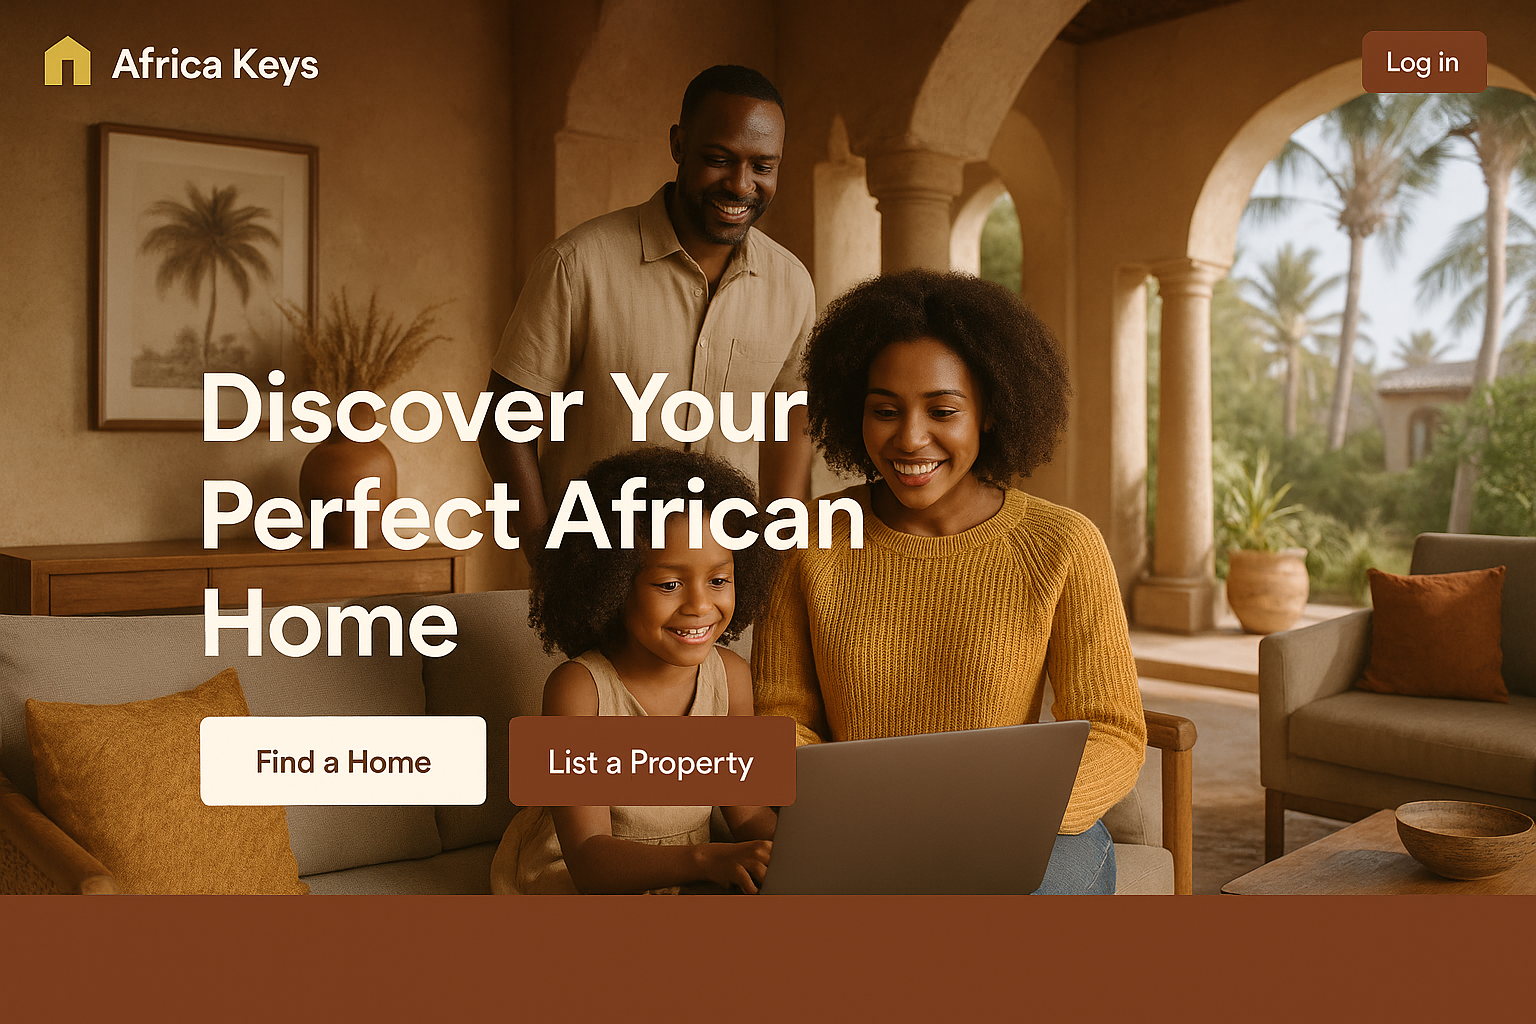 Africa Keys
Log in
Discover Your
Perfect African
Home
Find a Home
List a Property